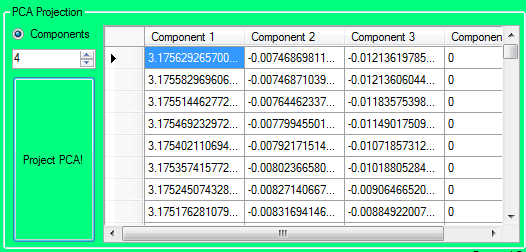 PCA Projection
Components
4
Project PCA!
Component 1 Component 2 Component 3 Componen
3.175629265700... -0.00746869811... -0.01213619785... 0
3.175582969606... -0.00746871039... -0.01213606044... 0
3.175514462772... -0.00764462337... -0.01183575398... 0
3.175469232972... -0.00779945501... -0.01149017509... 0
3.175402110694... -0.00792171514... -0.01071857312... 0
3.175357415772... -0.00802366580... -0.01018805284... 0
3.175245074328... -0.00827140667... -0.00906466520... 0
3.175176281079... -0.00831694146... -0.00884922007... 0